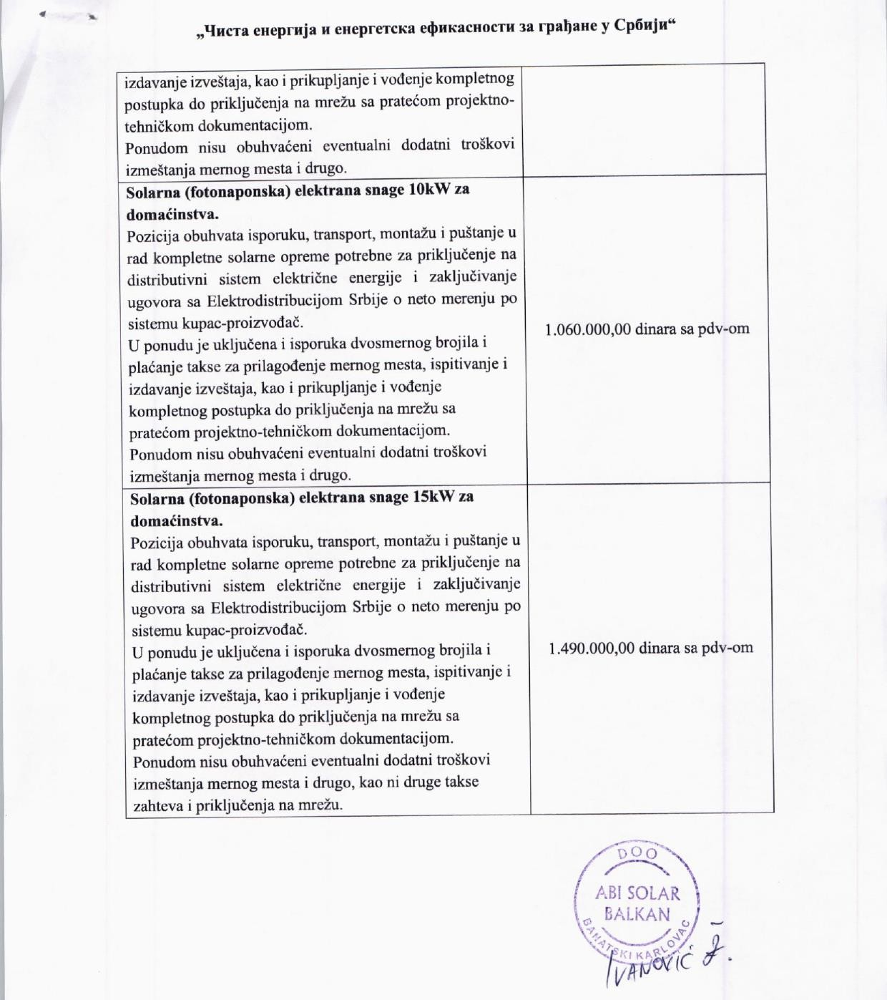 „Чиста енергија и енергетска ефикасности за грађане у Србији“
izdavanje izveštaja, kao i prikupljanje i vođenje kompletnog
postupka do priključenja na mrežu sa pratećom projektno-
tehničkom dokumentacijom.
Ponudom nisu obuhvaćeni eventualni dodatni troškovi
izmeštanja mernog mesta i drugo.
Solarna (fotonaponska) elektrana snage 10kW za
domaćinstva.
Pozicija obuhvata isporuku, transport, montažu i puštanje u
rad kompletne solarne opreme potrebne za priključenje na
distributivni sistem električne energije i zaključivanje
ugovora sa Elektrodistribucijom Srbije o neto merenju po
sistemu kupac-proizvođač.
U ponudu je uključena i isporuka dvosmernog brojila i
plaćanje takse za prilagođenje mernog mesta, ispitivanje i
izdavanje izveštaja, kao i prikupljanje i vođenje
kompletnog postupka do priključenja na mrežu sa
pratećom projektno-tehničkom dokumentacijom.
Ponudom nisu obuhvaćeni eventualni dodatni troškovi
izmeštanja mernog mesta i drugo.
1.060.000,00 dinara sa pdv-om
Solarna (fotonaponska) elektrana snage 15kW za
domaćinstva.
Pozicija obuhvata isporuku, transport, montažu i puštanje u
rad kompletne solarne opreme potrebne za priključenje na
distributivni sistem električne energije i zaključivanje
ugovora sa Elektrodistribucijom Srbije o neto merenju po
sistemu kupac-proizvođač.
U ponudu je uključena i isporuka dvosmernog brojila i
plaćanje takse za prilagođenje mernog mesta, ispitivanje i
izdavanje izveštaja, kao i prikupljanje i vođenje
kompletnog postupka do priključenja na mrežu sa
pratećom projektno-tehničkom dokumentacijom.
Ponudom nisu obuhvaćeni eventualni dodatni troškovi
izmeštanja mernog mesta i drugo, kao ni druge takse
zahteva i priključenja na mrežu.
1.490.000,00 dinara sa pdv-om
DOO
ABI SOLAR
BALKAN
BANATSKI KARLOVAC
IVANOVIĆ